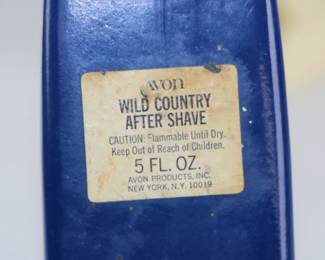 Avon
WILD COUNTRY
AFTER SHAVE
CAUTION: Flammable Until Dry.
Keep Out of Reach of Children.
5 FL. OZ.
AVON PRODUCTS, INC.
NEW YORK, N.Y. 10019